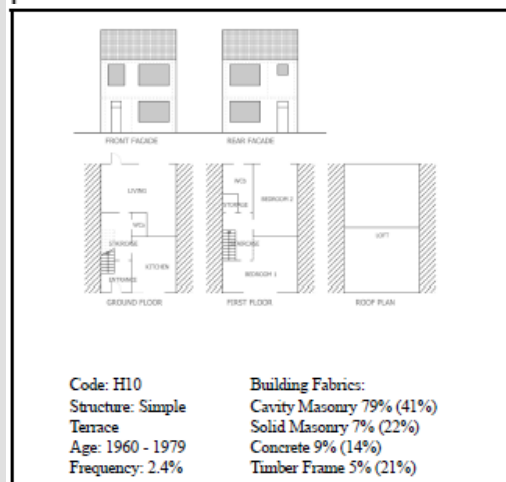 FRONT FACADE
REAR FACADE
LIVING
WCs
STAIRCASE
KITCHEN
ENTRANCE
GROUND FLOOR
WCs
BEDROOM 2
STORAGE
STAIRCASE
BEDROOM 1
FIRST FLOOR
LOFT
ROOF PLAN
Code: H10
Structure: Simple
Terrace
Age: 1960 - 1979
Frequency: 2.4%
Building Fabrics:
Cavity Masonry 79% (41%)
Solid Masonry 7% (22%)
Concrete 9% (14%)
Timber Frame 5% (21%)